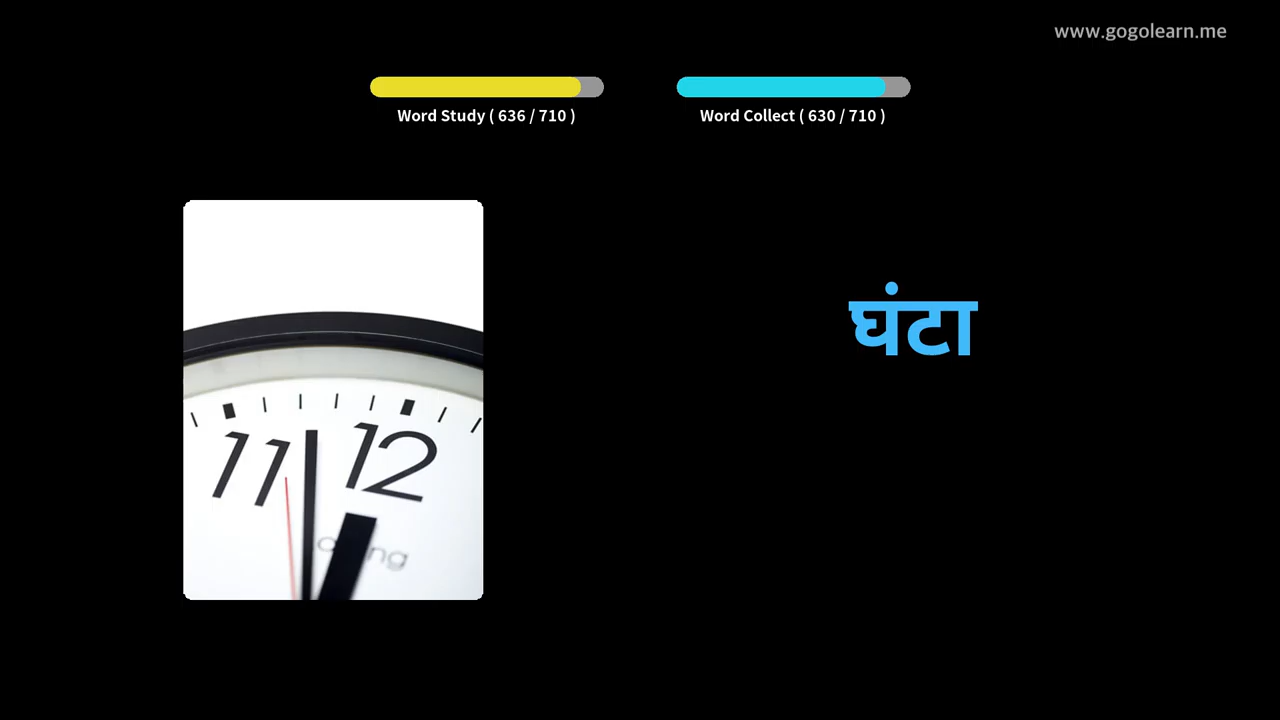 www.gogolearn.me
Word Study ( 636 / 710 )
Word Collect ( 630 / 710 )
घंटा
11
12